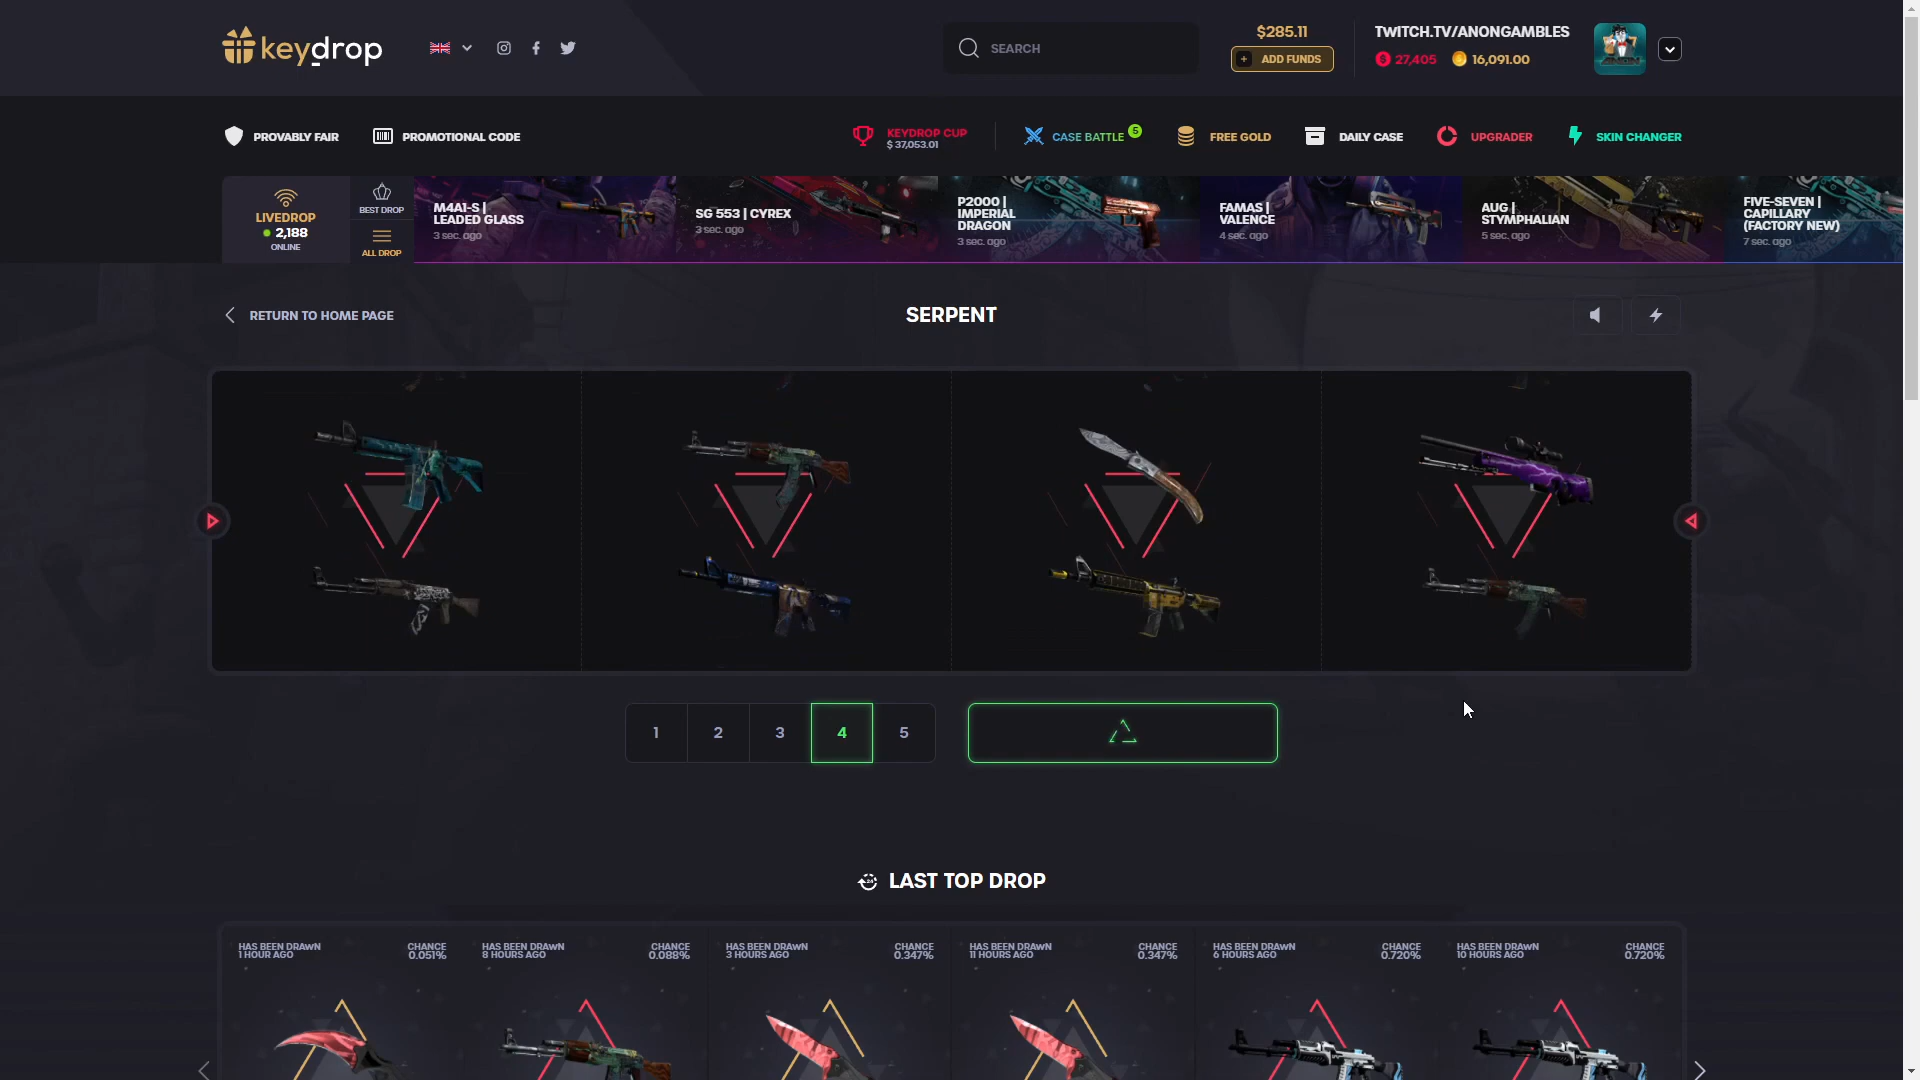 keydrop
SEARCH
$285.11
+ ADD FUNDS
TWITCH.TV/ANONGAMBLES
27,405
16,091.00
ANON
PROVABLY FAIR
PROMOTIONAL CODE
KEYDROP CUP
$ 37,053.01
CASE BATTLE 5
FREE GOLD
DAILY CASE
UPGRADER
SKIN CHANGER
LIVEDROP
2,188
ONLINE
BEST DROP
ALL DROP
M4A1-S |
LEADED GLASS
3 sec. ago
SG 553 | CYREX
3 sec. ago
P2000 |
IMPERIAL
DRAGON
3 sec. ago
FAMAS |
VALENCE
4 sec. ago
AUG |
STYMPHALIAN
5 sec. ago
FIVE-SEVEN |
CAPILLARY
(FACTORY NEW)
7 sec. ago
RETURN TO HOME PAGE
SERPENT
1
2
3
4
5
LAST TOP DROP
HAS BEEN DRAWN
1 HOUR AGO
CHANCE
0.051%
HAS BEEN DRAWN
8 HOURS AGO
CHANCE
0.088%
HAS BEEN DRAWN
3 HOURS AGO
CHANCE
0.347%
HAS BEEN DRAWN
11 HOURS AGO
CHANCE
0.347%
HAS BEEN DRAWN
6 HOURS AGO
CHANCE
0.720%
HAS BEEN DRAWN
10 HOURS AGO
CHANCE
0.720%